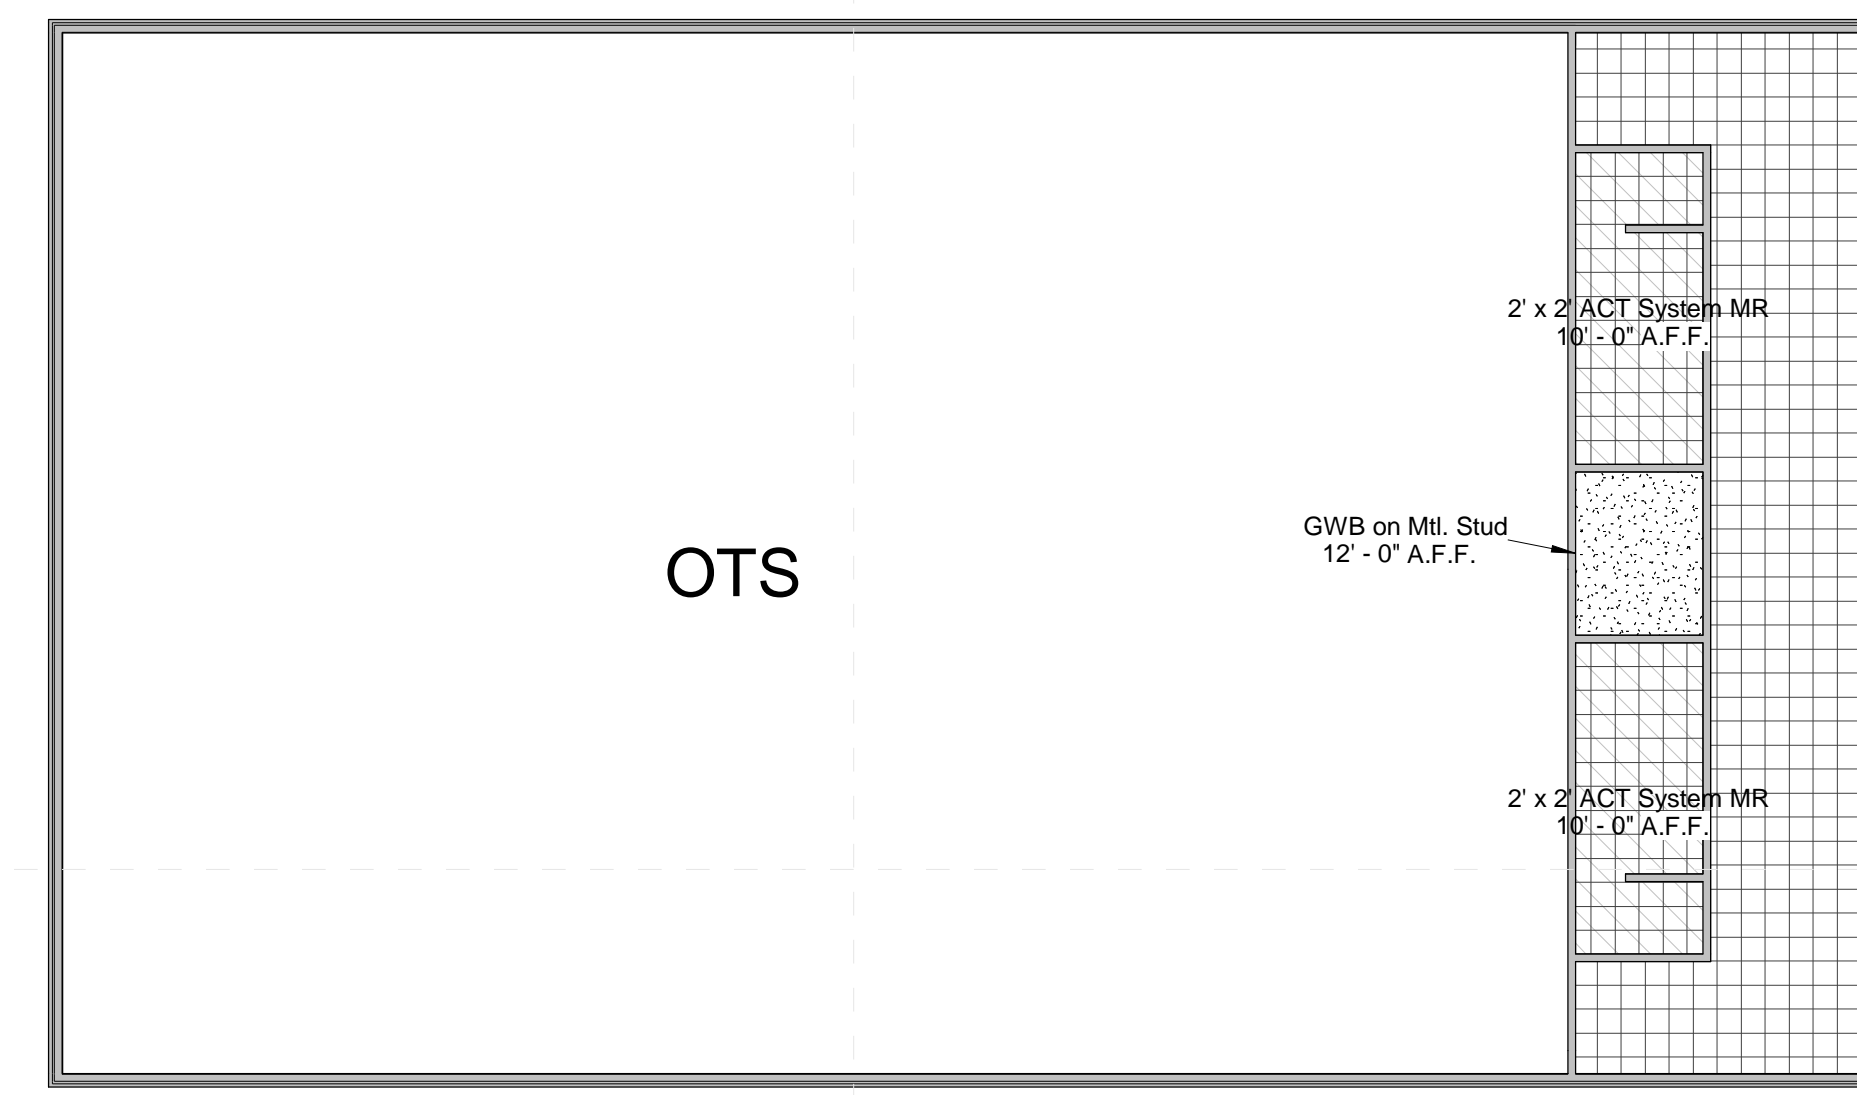 2' x 2' ACT System MR
10' - 0" A.F.F.
GWB on Mtl. Stud
12' - 0" A.F.F.
OTS
2' x 2' ACT System MR
10' - 0" A.F.F.